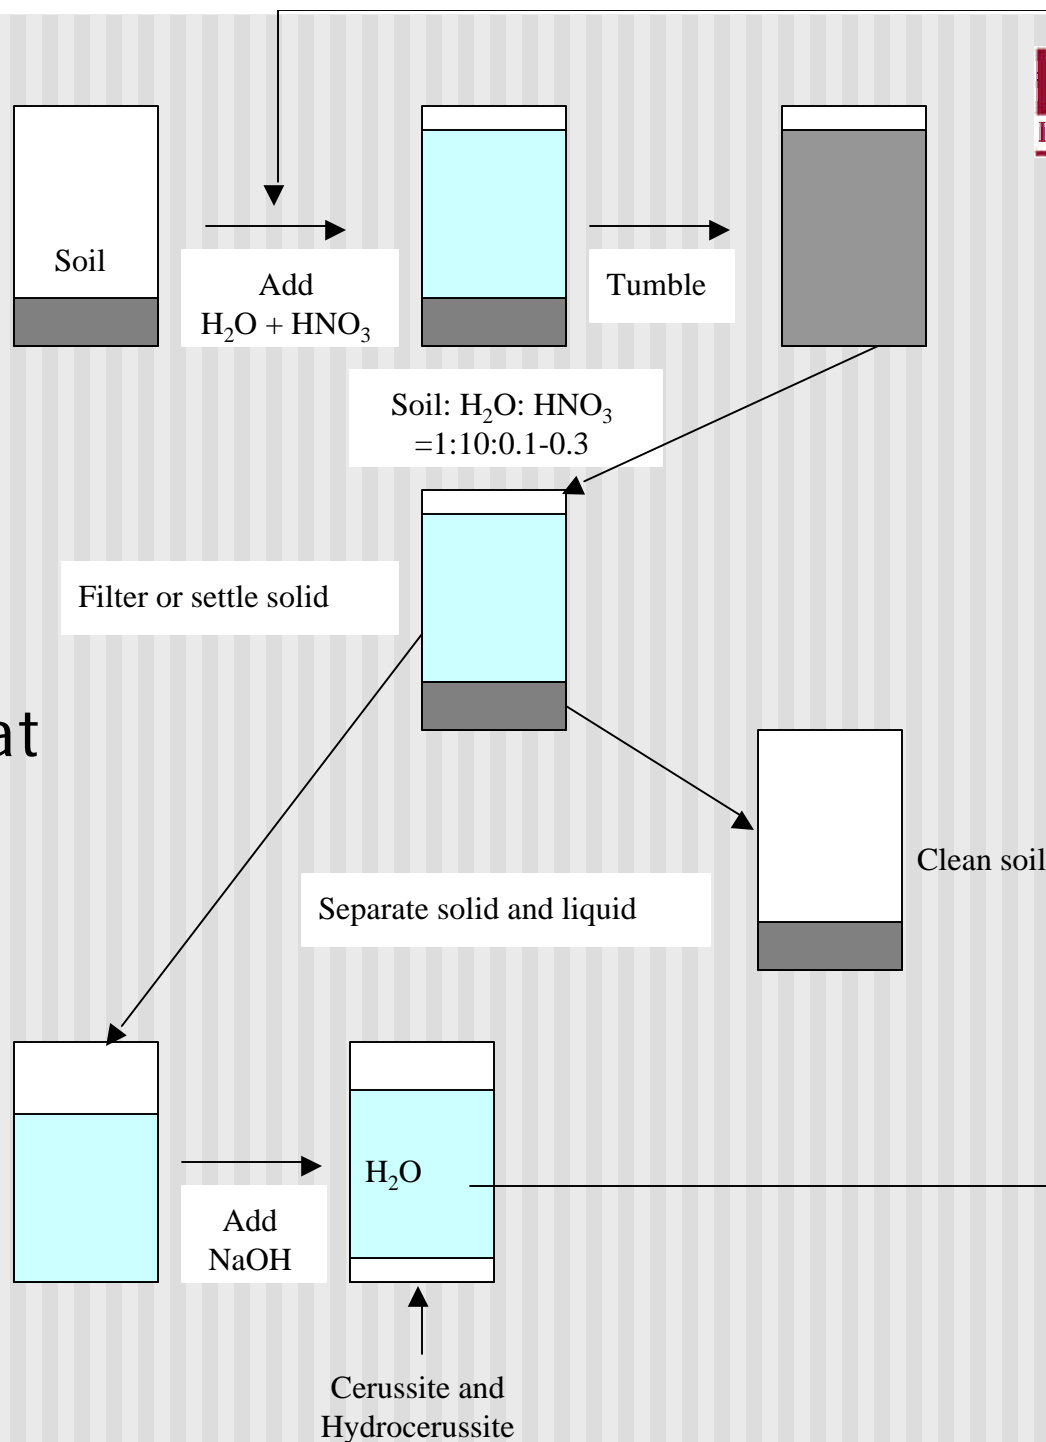 Soil
Add
H₂O + HNO₃
Tumble
Soil: H₂O: HNO₃
=1:10:0.1-0.3
Filter or settle solid
at
Clean soil
Separate solid and liquid
Add
NaOH
H₂O
Cerussite and
Hydrocerussite